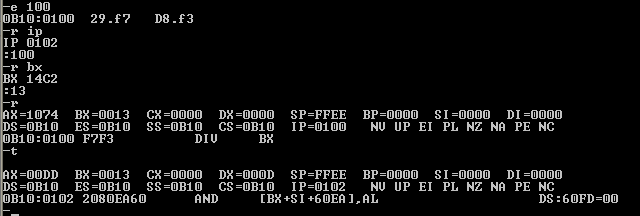 -e 100
0B10:0100  29.f7   D8.f3
-r ip
IP 0102
:100
-r bx
BX 14C2
:13
-r
AX=1074  BX=0013  CX=0000  DX=0000  SP=FFEE  BP=0000  SI=0000  DI=0000
DS=0B10  ES=0B10  SS=0B10  CS=0B10  IP=0100   NV UP EI PL NZ NA PE NC
0B10:0100 F7F3          DIV     BX
-t
AX=00DD  BX=0013  CX=0000  DX=000D  SP=FFEE  BP=0000  SI=0000  DI=0000
DS=0B10  ES=0B10  SS=0B10  CS=0B10  IP=0102   NV UP EI PL NZ NA PE NC
0B10:0102 2080EA60      AND     [BX+SI+60EA],AL                    DS:60FD=00
-